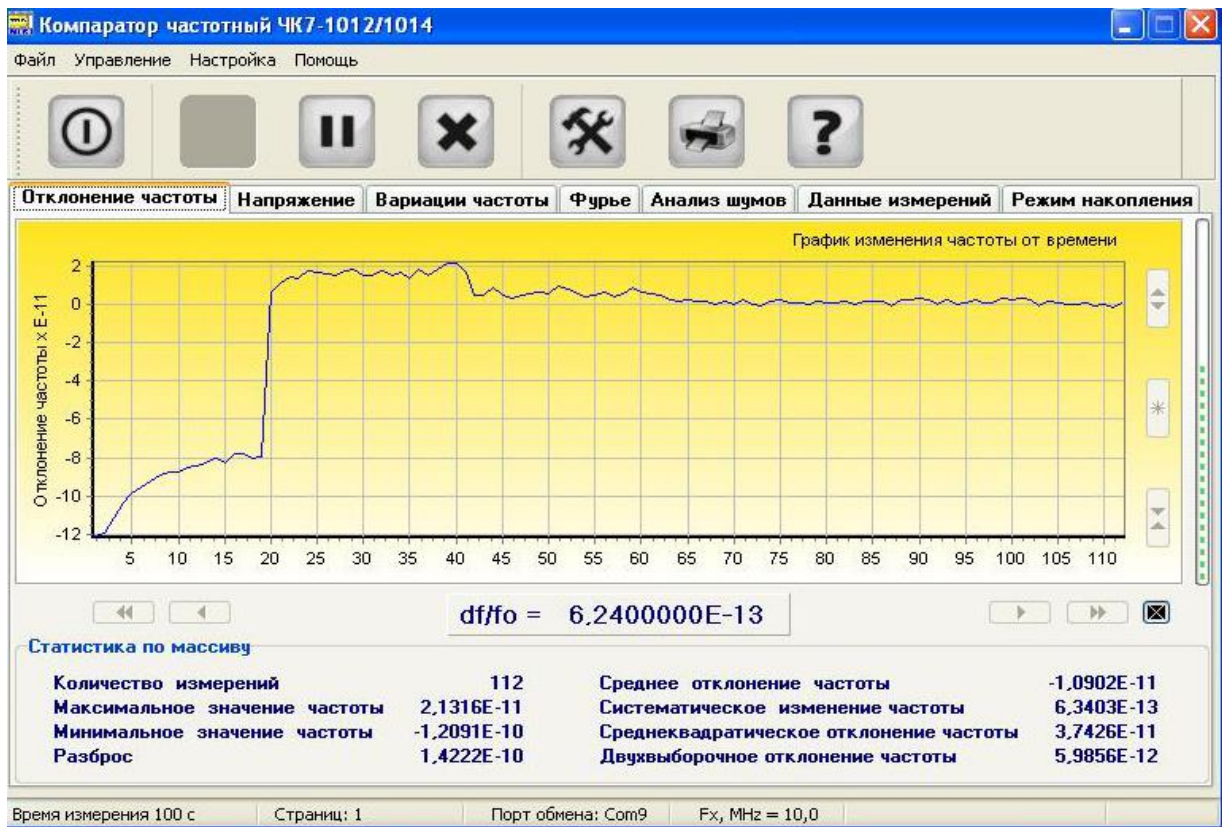 Компаратор частотный ЧК7-1012/1014
Файл Управление Настройка Помощь
Отклонение частоты Напряжение Вариации частоты Фурье Анализ шумов Данные измерений Режим накопления
График изменения частоты от времени
Отклонение частоты x E-11
2
0
-2
-4
-6
-8
-10
-12
5 10 15 20 25 30 35 40 45 50 55 60 65 70 75 80 85 90 95 100 105 110
df/fo = 6,2400000E-13
Статистика по массиву
Количество измерений 112 Среднее отклонение частоты -1,0902E-11
Максимальное значение частоты 2,1316E-11 Систематическое изменение частоты 6,3403E-13
Минимальное значение частоты -1,2091E-10 Среднеквадратическое отклонение частоты 3,7426E-11
Разброс 1,4222E-10 Двухвыборочное отклонение частоты 5,9856E-12
Время измерения 100 с Страниц: 1 Порт обмена: Com9 Fx, MHz = 10,0